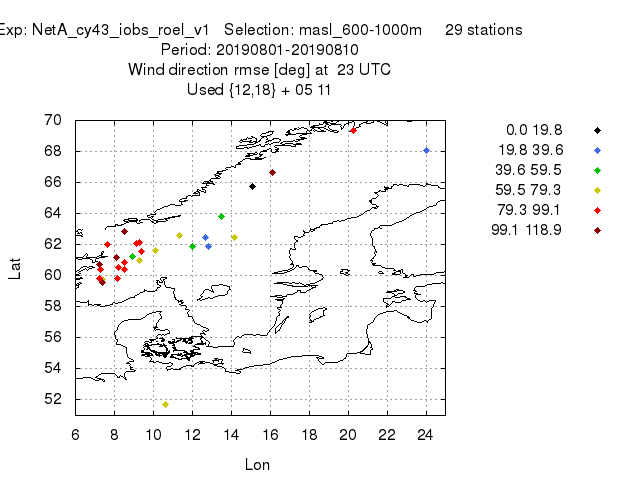 Exp: NetA_cy43_iobs_roel_v1 Selection: masl_600-1000m 29 stations
Period: 20190801-20190810
Wind direction rmse [deg] at 23 UTC
Used {12,18} + 05 11
70
68
66
64
62
60
58
56
54
52
6 8 10 12 14 16 18 20 22 24
Lat
Lon
0.0 19.8
19.8 39.6
39.6 59.5
59.5 79.3
79.3 99.1
99.1 118.9